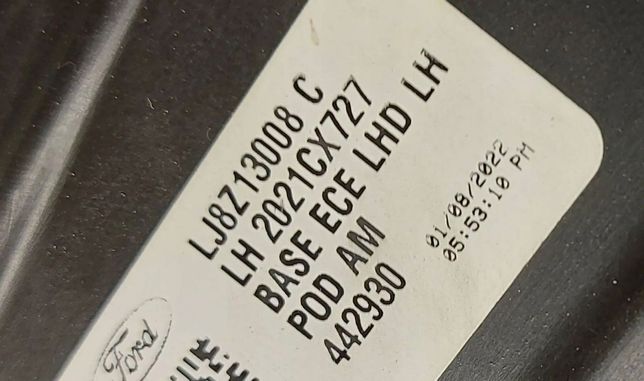 LJ8Z13008 C
LH 2021CX727
BASE ECE LHD LH
POD AM
442930
01/08/2022
05:53:10 PM
Ford